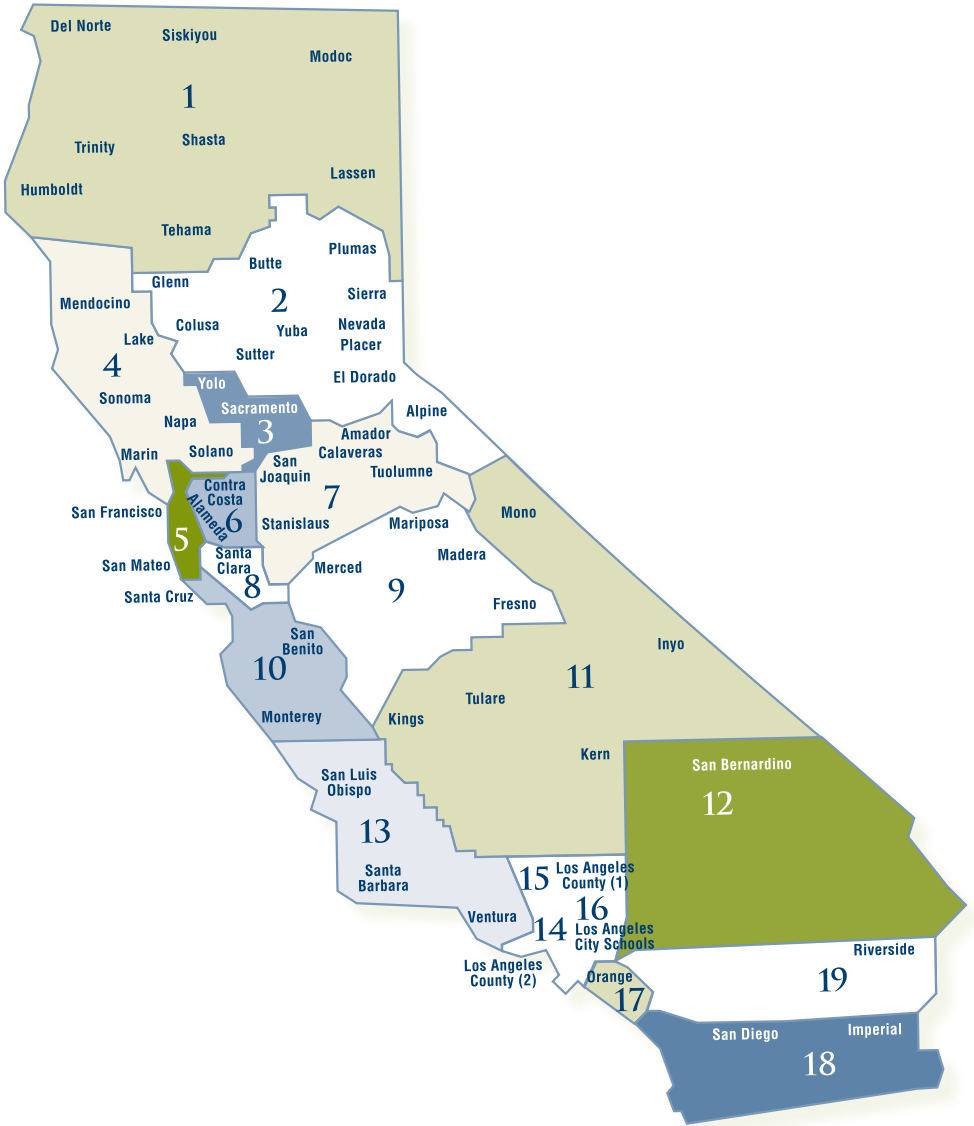 Del Norte
Siskiyou
Modoc
1
Shasta
Trinity
Lassen
Humboldt
Tehama
Plumas
Butte
Glenn
2
Sierra
Mendocino
Colusa
Yuba
Nevada
Lake
Placer
Sutter
4
El Dorado
Yolo
Sonoma
Sacramento
Alpine
Napa
3
Amador
Marin
Solano
Calaveras
San
Joaquin
Tuolumne
Contra
Costa
7
San Francisco
Alameda
6
Stanislaus
Mariposa
Mono
5
Santa
Clara
Madera
San Mateo
Merced
8
9
Santa Cruz
Fresno
San
Benito
Inyo
10
11
Tulare
Monterey
Kings
Kern
San Bernardino
San Luis
Obispo
12
13
Santa
Barbara
15
Los Angeles
County (1)
16
Ventura
14
Los Angeles
City Schools
Riverside
Los Angeles
County (2)
Orange
19
17
San Diego
Imperial
18